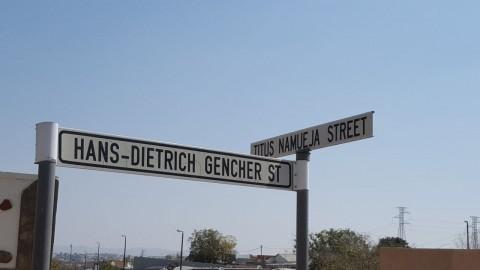 HANS-DIETRICH GENCHER ST
TITUS NAMUEJA STREET